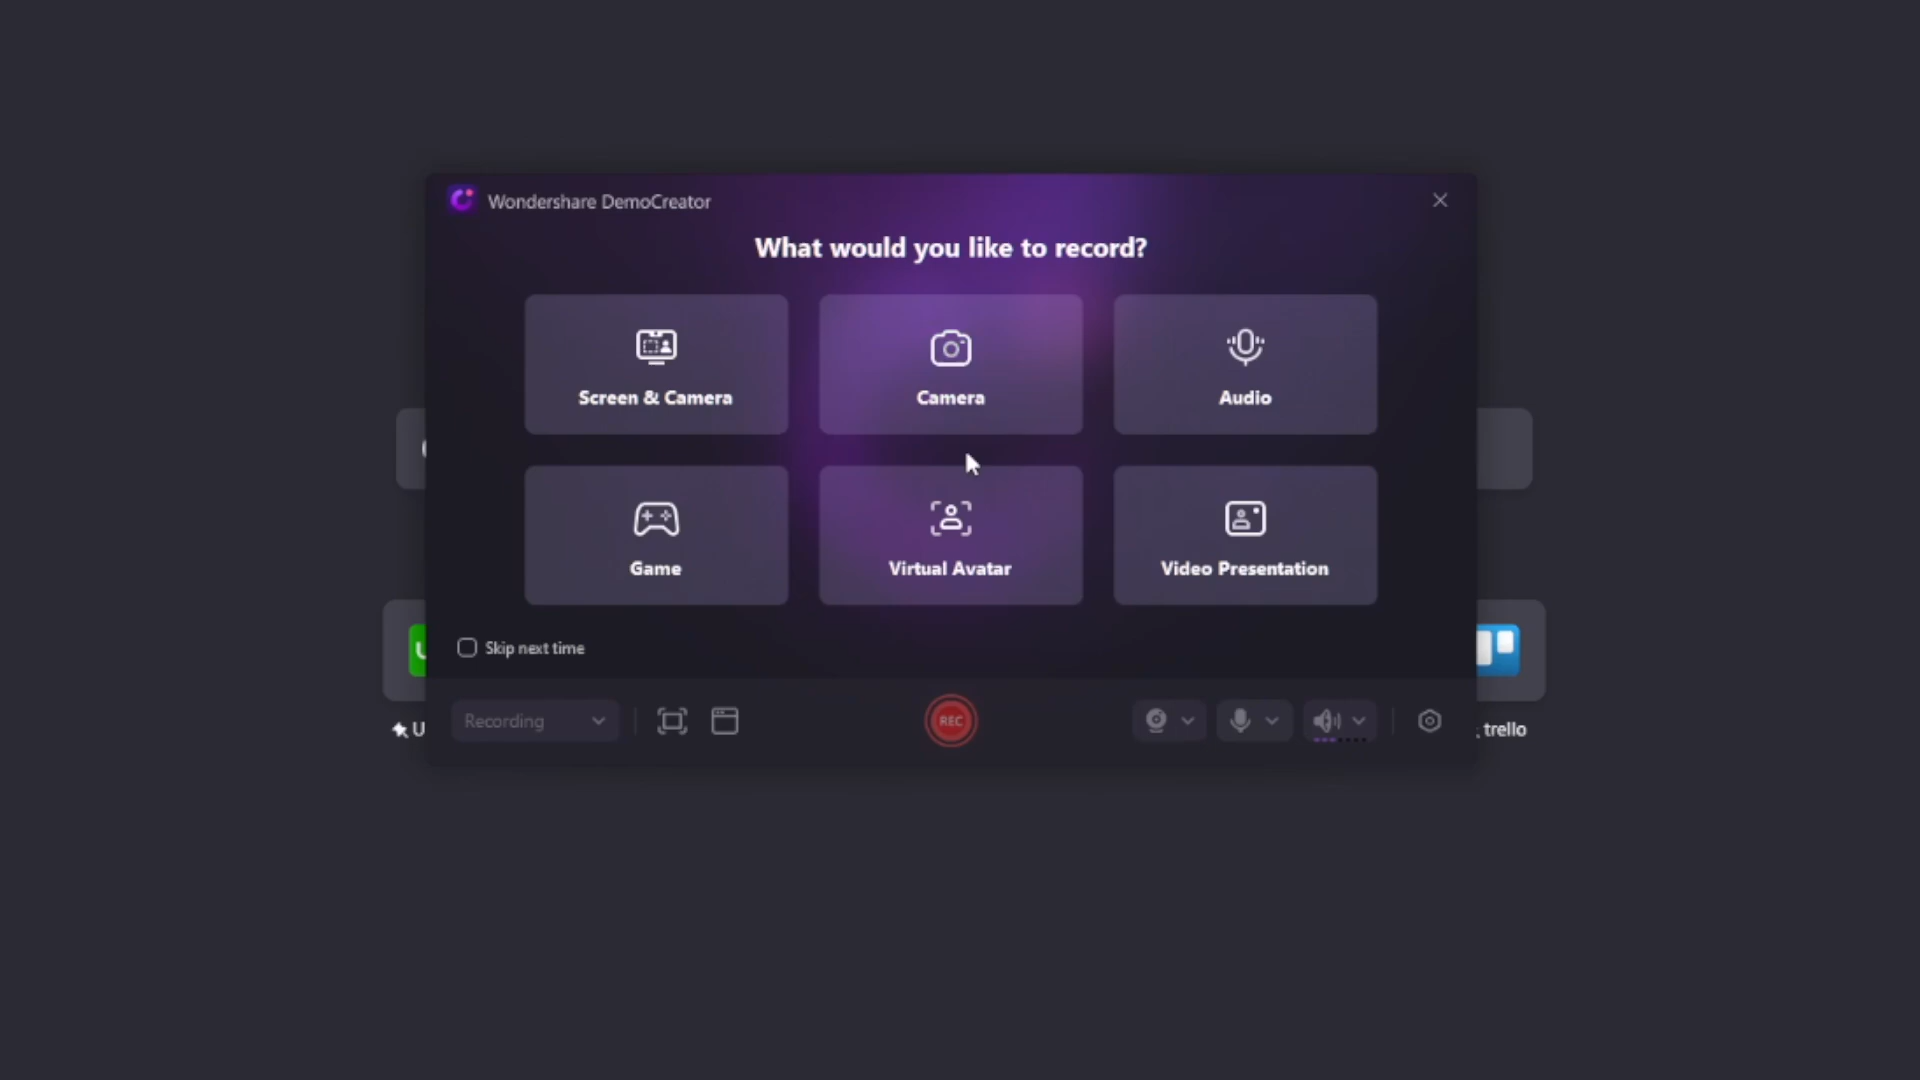 Wondershare DemoCreator
What would you like to record?
Screen & Camera
Camera
Audio
Game
Virtual Avatar
Video Presentation
Skip next time
Recording
REC
U
trello